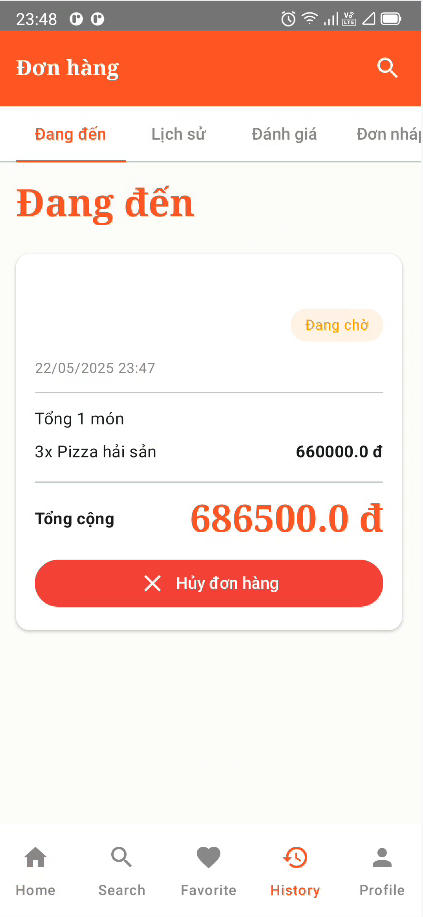 23:48
Đơn hàng
Đang đến
Lịch sử
Đánh giá
Đơn nháp
Đang đến
Đang chờ
22/05/2025 23:47
Tổng 1 món
3x Pizza hải sản 660000.0 đ
Tổng cộng 686500.0 đ
Hủy đơn hàng
Home
Search
Favorite
History
Profile